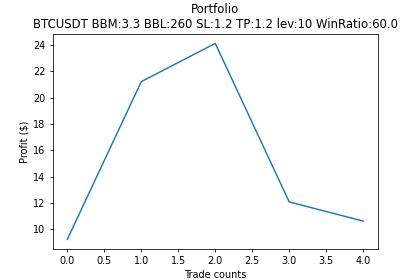 Portfolio
BTCUSDT BBM:3.3 BBL:260 SL:1.2 TP:1.2 lev:10 WinRatio:60.0
Profit ($)
24
22
20
18
16
14
12
10
0.0 0.5 1.0 1.5 2.0 2.5 3.0 3.5 4.0
Trade counts